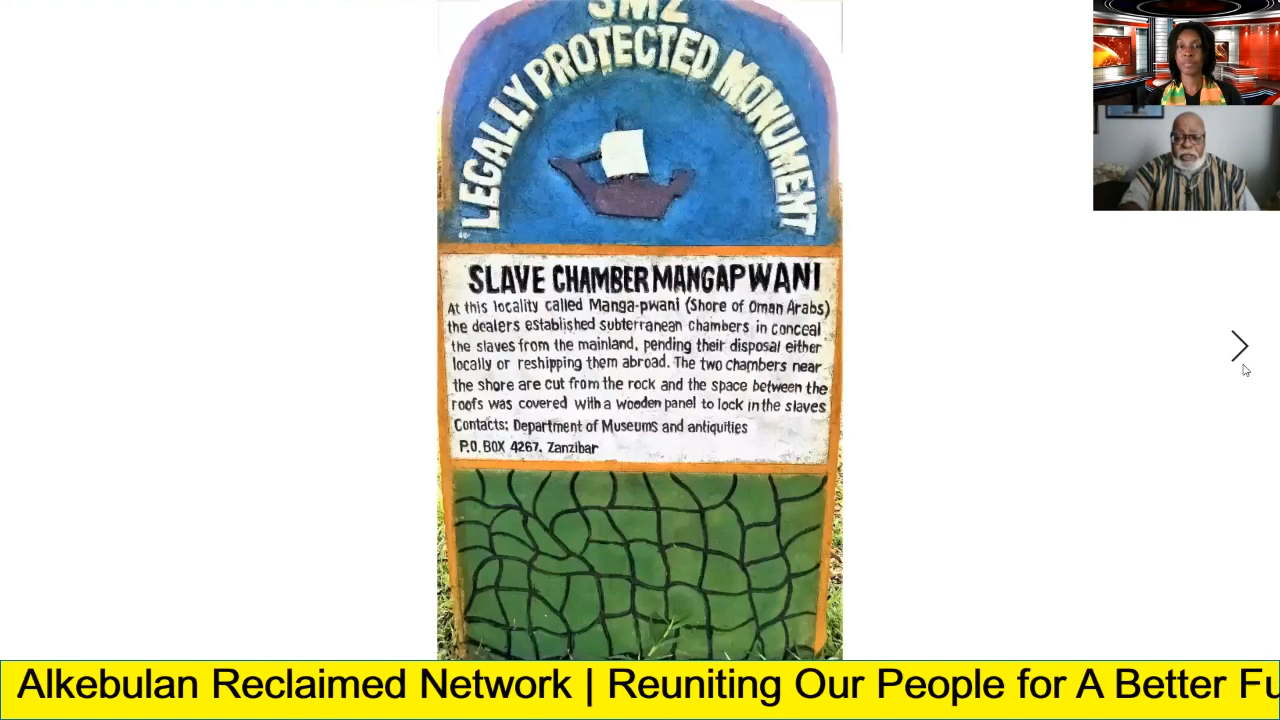 SMZ
LEGALLY PROTECTED MONUMENT
SLAVE CHAMBER MANGAPWANI
At this locality called Manga-pwani (Shore of Oman Arabs)
the dealers established subterranean chambers in conceal
the slaves from the mainland, pending their disposal either
locally or reshipping them abroad. The two chambers near
the shore are cut from the rock and the space between the
roofs was covered with a wooden panel to lock in the slaves
Contacts: Department of Museums and antiquities
P.O. BOX 4267. Zanzibar
Alkebulan Reclaimed Network | Reuniting Our People for A Better Fu